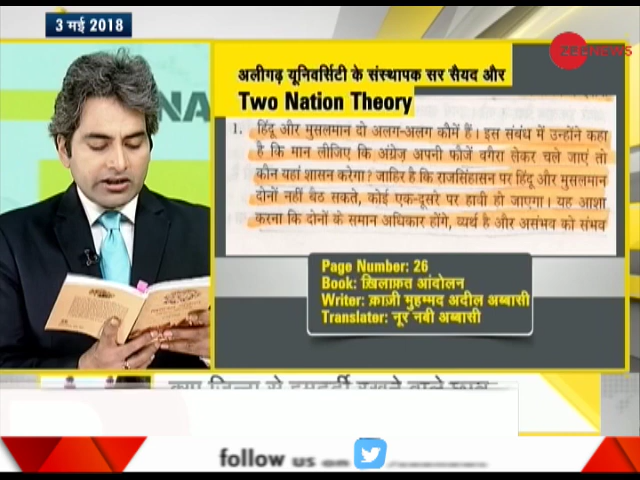 3 मई 2018
ZEE NEWS
NA
अलीगढ़ यूनिवर्सिटी के संस्थापक सर सैयद और
Two Nation Theory
1. हिंदू और मुसलमान दो अलग-अलग कौमें हैं। इस संबंध में उन्होंने कहा
है कि मान लीजिए कि अंग्रेज़ अपनी फौजें वगैरा लेकर चले जाएं तो
कौन यहां शासन करेगा? ज़ाहिर है कि राजसिंहासन पर हिंदू और मुसलमान
दोनों नहीं बैठ सकते, कोई एक-दूसरे पर हावी हो जाएगा। यह आशा
करना कि दोनों के समान अधिकार होंगे, व्यर्थ है और असंभव को संभव
Page Number: 26
Book: ख़िलाफ़त आंदोलन
Writer: क़ाज़ी मुहम्मद अदील अब्बासी
Translater: नूर नबी अब्बासी
follow us on